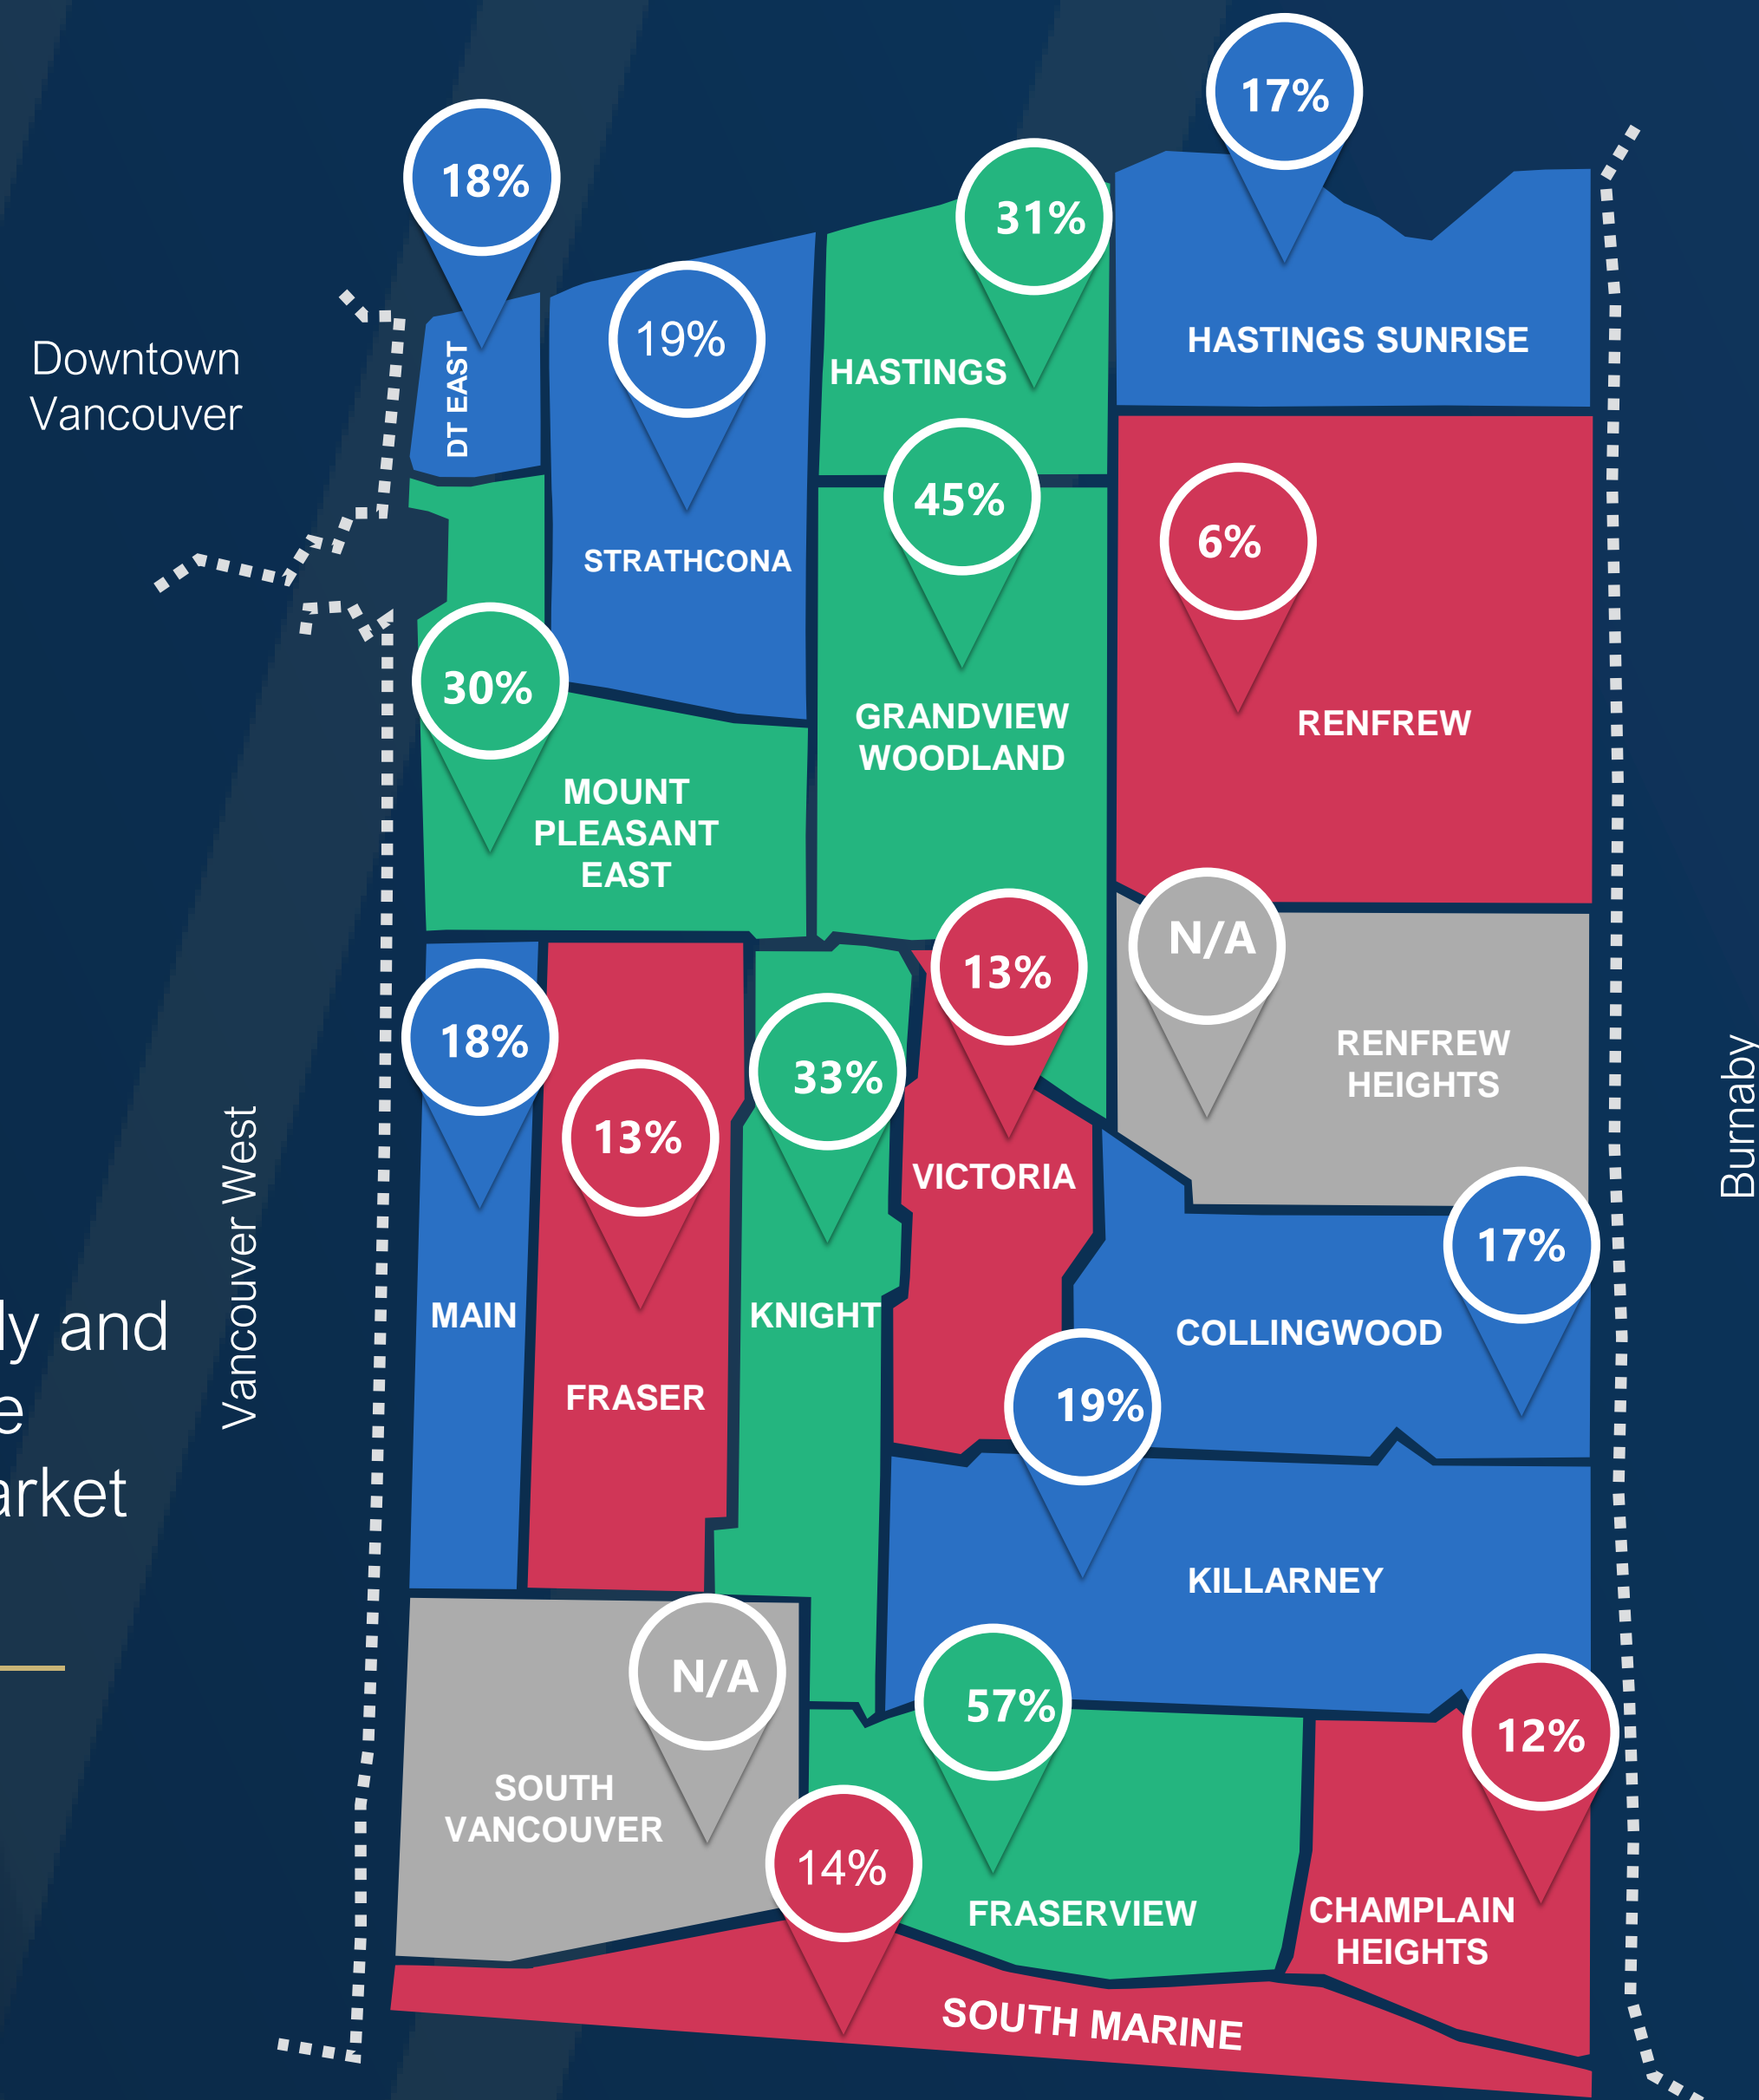 17%
18%
31%
19%
HASTINGS SUNRISE
Downtown
Vancouver
DT EAST
HASTINGS
45%
6%
STRATHCONA
30%
GRANDVIEW
WOODLAND
RENFREW
MOUNT
PLEASANT
EAST
N/A
13%
18%
33%
RENFREW
HEIGHTS
13%
Burnaby
Vancouver West
VICTORIA
17%
MAIN
KNIGHT
ly and
COLLINGWOOD
FRASER
19%
e
arket
KILLARNEY
N/A
57%
12%
SOUTH
VANCOUVER
14%
FRASERVIEW
CHAMPLAIN
HEIGHTS
SOUTH MARINE